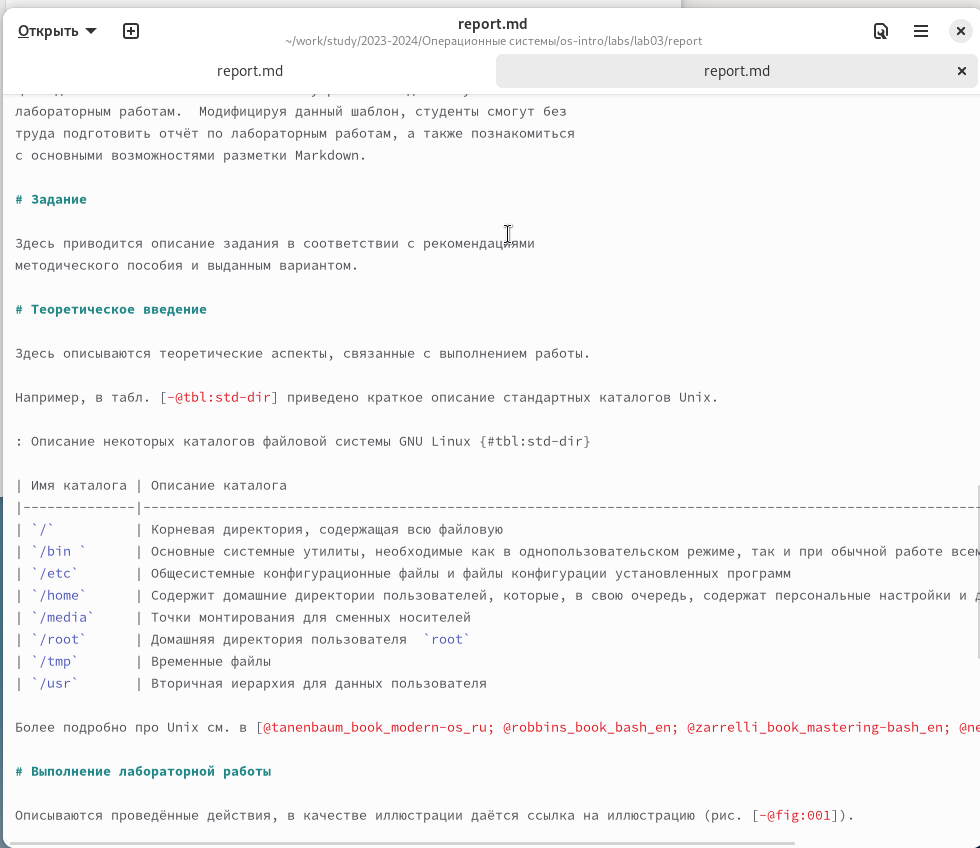 Открыть
report.md
~/work/study/2023-2024/Операционные системы/os-intro/labs/lab03/report
report.md
report.md
лабораторным работам.  Модифицируя данный шаблон, студенты смогут без
труда подготовить отчёт по лабораторным работам, а также познакомиться
с основными возможностями разметки Markdown.
# Задание
Здесь приводится описание задания в соответствии с рекомендациями
методического пособия и выданным вариантом.
# Теоретическое введение
Здесь описываются теоретические аспекты, связанные с выполнением работы.
Например, в табл. [-@tbl:std-dir] приведено краткое описание стандартных каталогов Unix.
: Описание некоторых каталогов файловой системы GNU Linux {#tbl:std-dir}
| Имя каталога | Описание каталога
|--------------|--------------------------------------------------------------------------------------------------------
| `/`          | Корневая директория, содержащая всю файловую
| `/bin `      | Основные системные утилиты, необходимые как в однопользовательском режиме, так и при обычной работе всем
| `/etc`       | Общесистемные конфигурационные файлы и файлы конфигурации установленных программ
| `/home`      | Содержит домашние директории пользователей, которые, в свою очередь, содержат персональные настройки и
| `/media`     | Точки монтирования для сменных носителей
| `/root`      | Домашняя директория пользователя  `root`
| `/tmp`       | Временные файлы
| `/usr`       | Вторичная иерархия для данных пользователя
Более подробно про Unix см. в [@tanenbaum_book_modern-os_ru; @robbins_book_bash_en; @zarrelli_book_mastering-bash_en; @ne
# Выполнение лабораторной работы
Описываются проведённые действия, в качестве иллюстрации даётся ссылка на иллюстрацию (рис. [-@fig:001]).